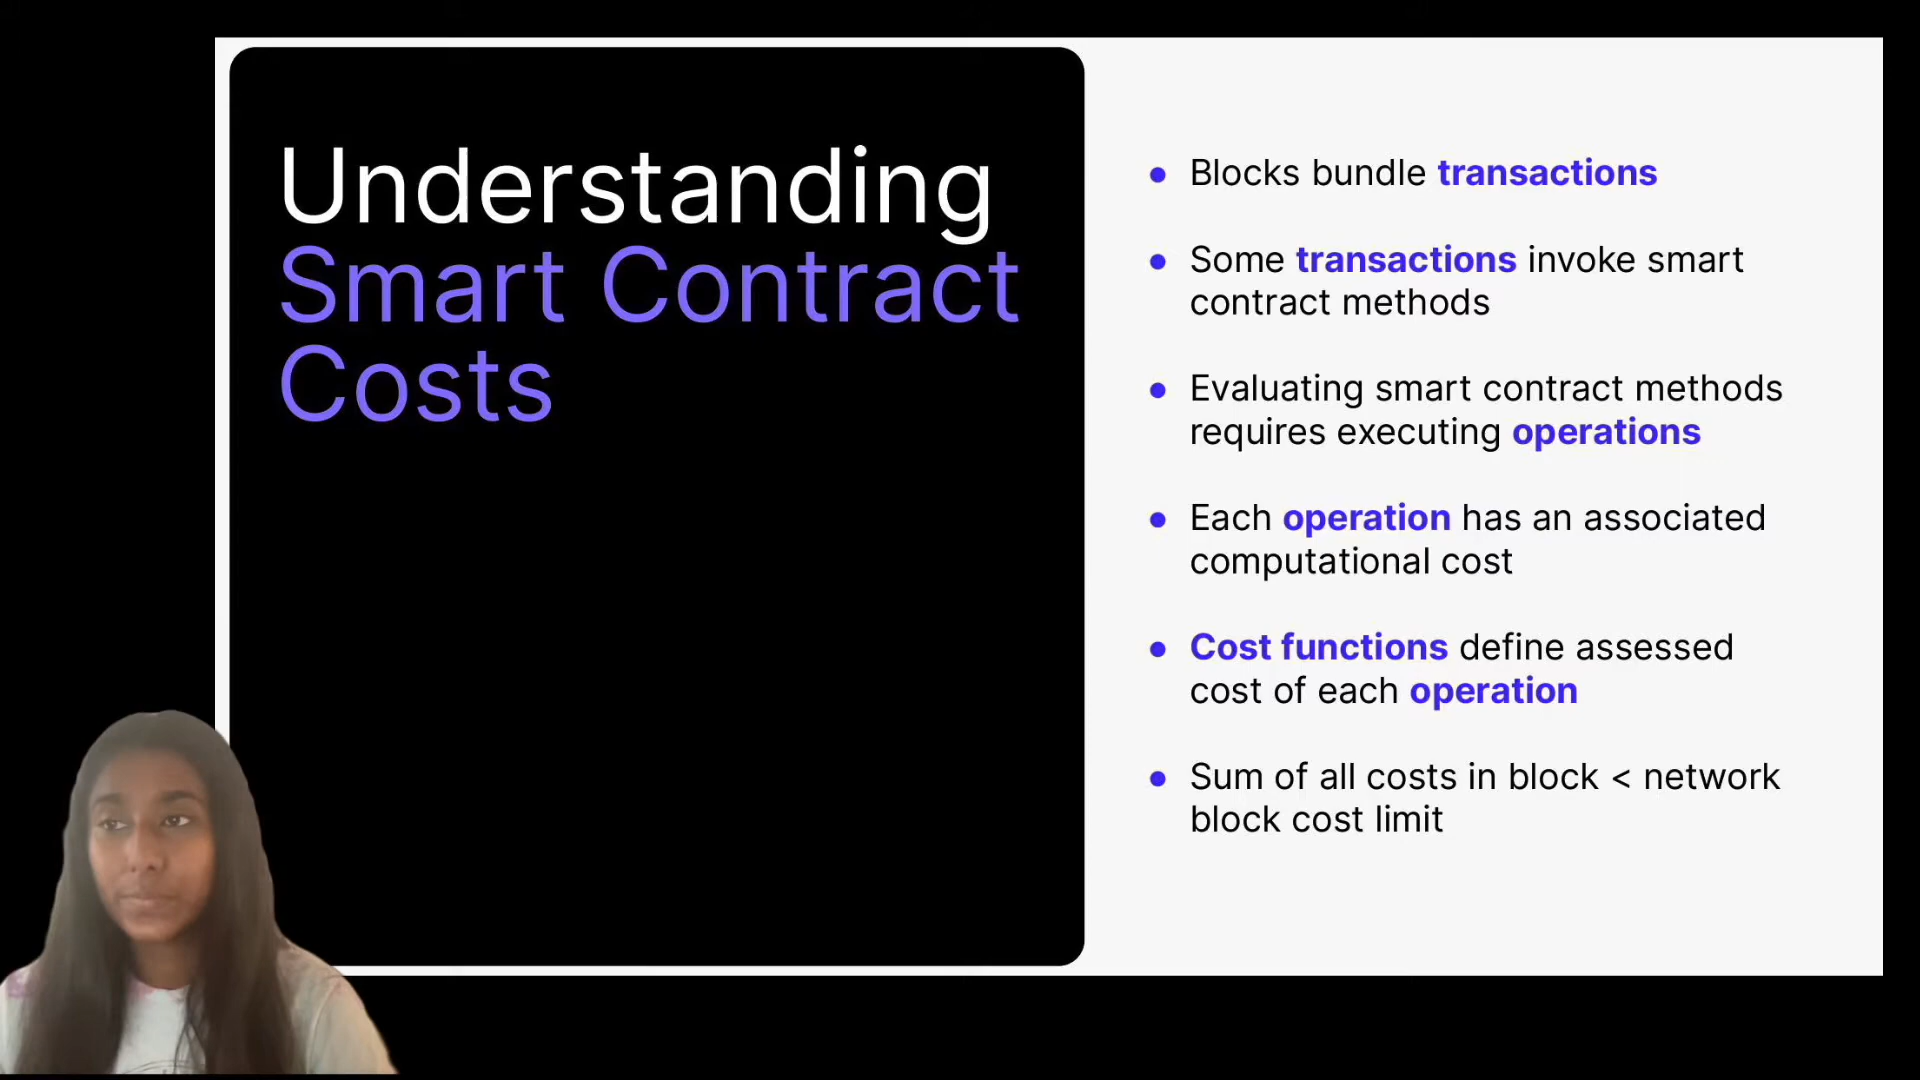 Understanding
Smart Contract
Costs
Blocks bundle transactions
Some transactions invoke smart
contract methods
Evaluating smart contract methods
requires executing operations
Each operation has an associated
computational cost
Cost functions define assessed
cost of each operation
Sum of all costs in block < network
block cost limit